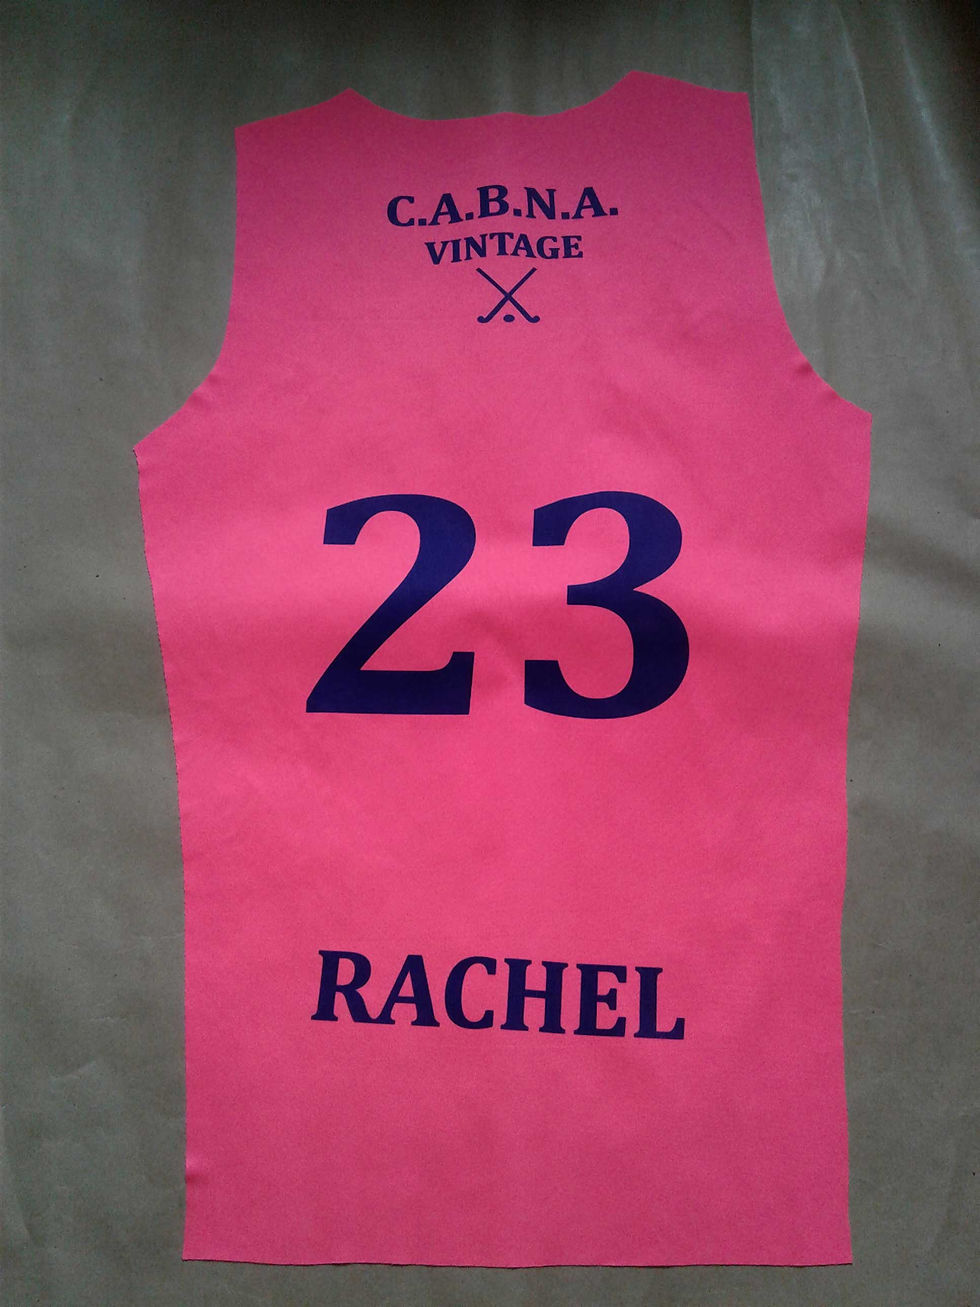 C.A.B.N.A.
VINTAGE
23
RACHEL